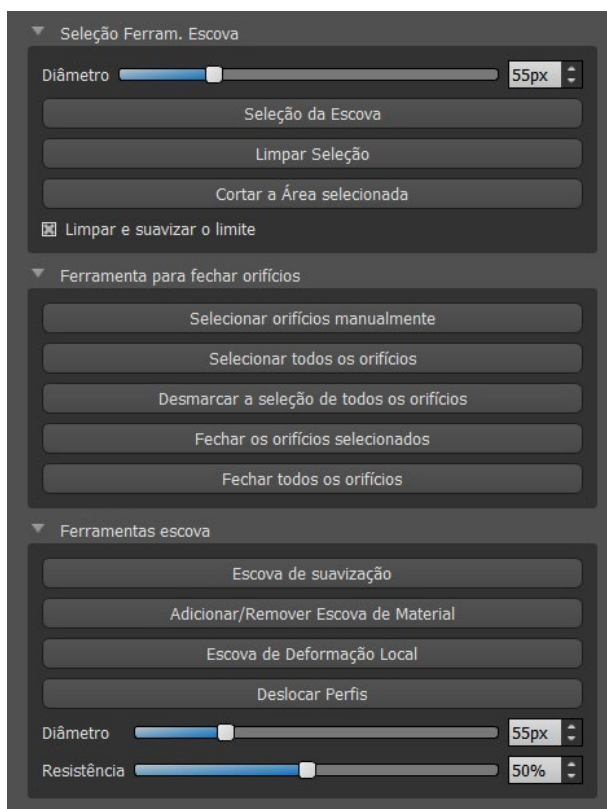 Seleção Ferram. Escova
Diâmetro 55px
Seleção da Escova
Limpar Seleção
Cortar a Área selecionada
Limpar e suavizar o limite
Ferramenta para fechar orifícios
Selecionar orifícios manualmente
Selecionar todos os orifícios
Desmarcar a seleção de todos os orifícios
Fechar os orifícios selecionados
Fechar todos os orifícios
Ferramentas escova
Escova de suavização
Adicionar/Remover Escova de Material
Escova de Deformação Local
Deslocar Perfis
Diâmetro 55px
Resistência 50%